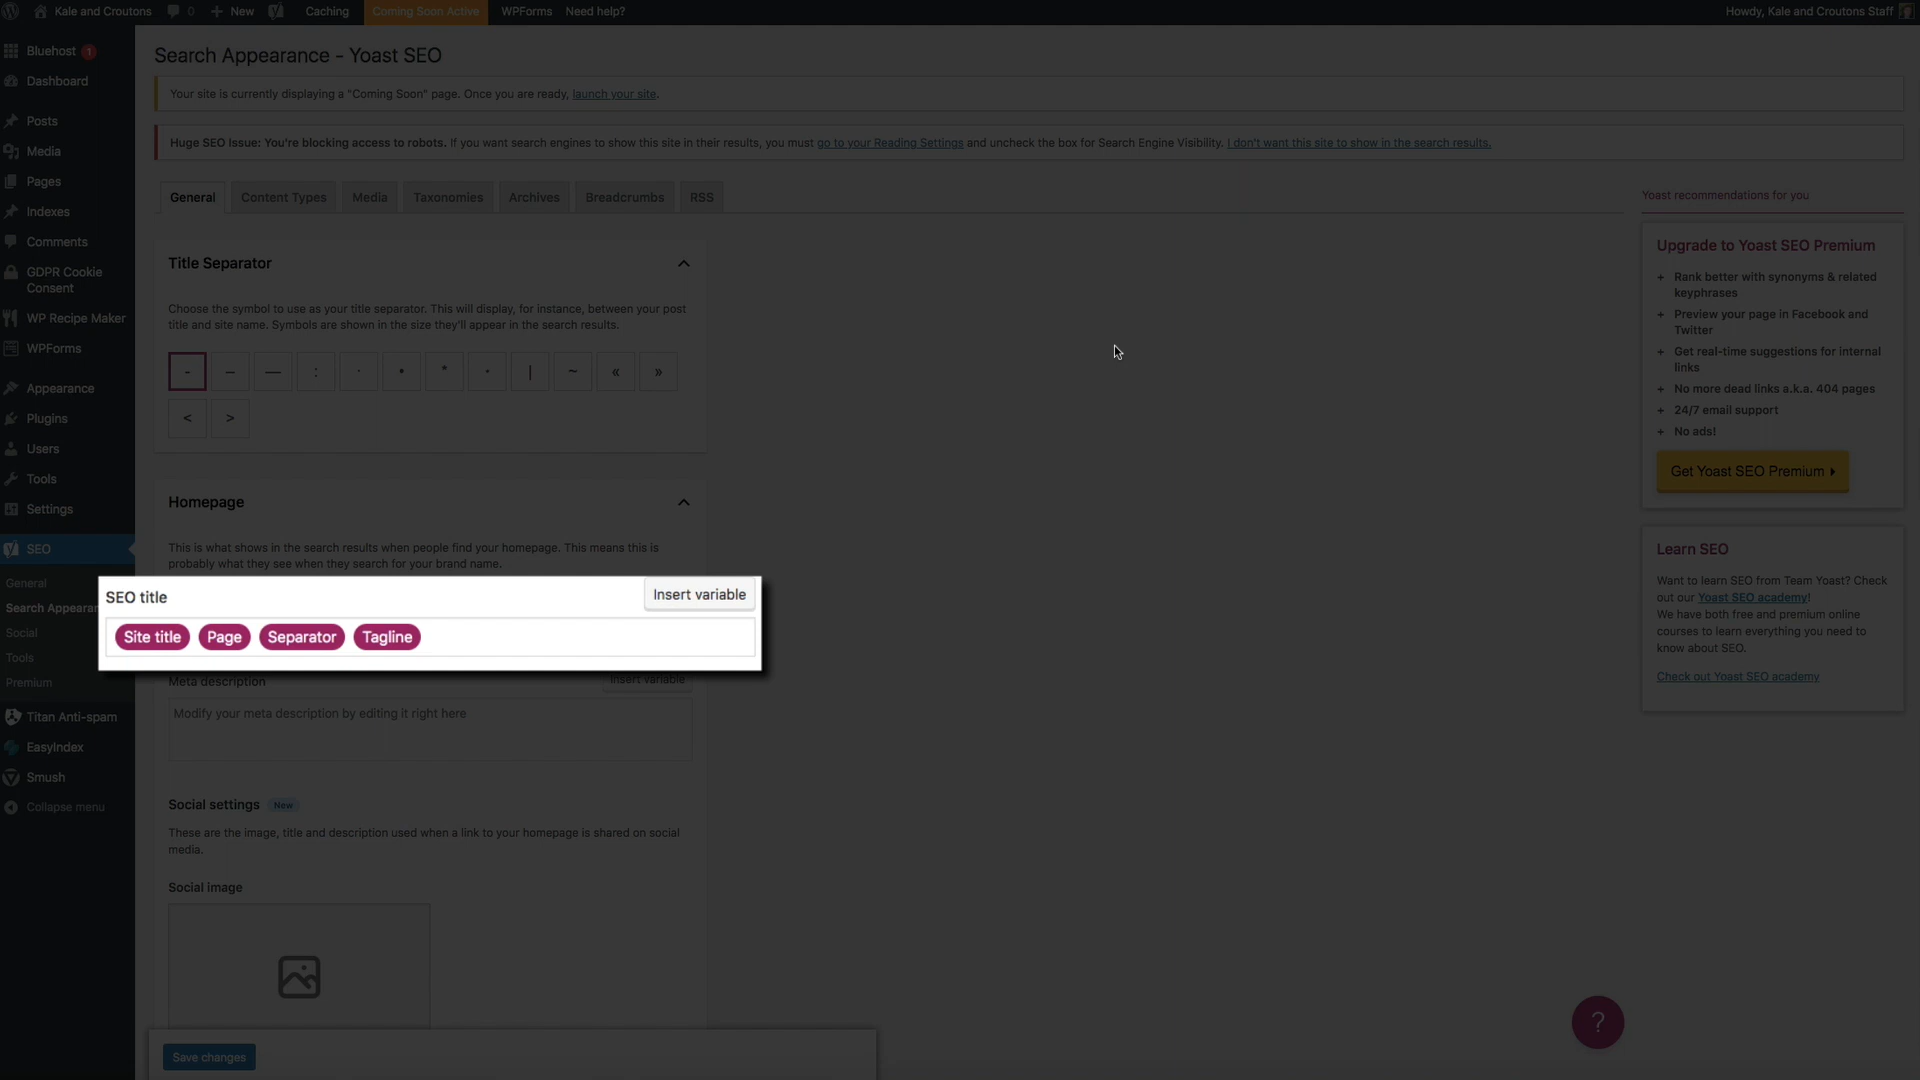 Kale and Croutons 0 New Caching Coming Soon Active WPForms Need help? Howdy, Kale and Croutons Staff
Bluehost 1
Dashboard
Posts
Media
Pages
Indexes
Comments
GDPR Cookie
Consent
WP Recipe Maker
WPForms
Appearance
Plugins
Users
Tools
Settings
SEO
General
Search Appearan
Social
Tools
Premium
Titan Anti-spam
EasyIndex
Smush
Collapse menu
Search Appearance - Yoast SEO
Your site is currently displaying a "Coming Soon" page. Once you are ready, launch your site.
Huge SEO Issue: You're blocking access to robots. If you want search engines to show this site in their results, you must go to your Reading Settings and uncheck the box for Search Engine Visibility. I don't want this site to show in the search results.
General Content Types Media Taxonomies Archives Breadcrumbs RSS
Title Separator
Choose the symbol to use as your title separator. This will display, for instance, between your post
title and site name. Symbols are shown in the size they'll appear in the search results.
- – — : · • * ⋆ | ~ « »
< >
Homepage
This is what shows in the search results when people find your homepage. This means this is
probably what they see when they search for your brand name.
SEO title Insert variable
Site title Page Separator Tagline
Meta description Insert variable
Modify your meta description by editing it right here
Social settings New
These are the image, title and description used when a link to your homepage is shared on social
media.
Social image
Save changes
Yoast recommendations for you
Upgrade to Yoast SEO Premium
+ Rank better with synonyms & related
keyphrases
+ Preview your page in Facebook and
Twitter
+ Get real-time suggestions for internal
links
+ No more dead links a.k.a. 404 pages
+ 24/7 email support
+ No ads!
Get Yoast SEO Premium
Learn SEO
Want to learn SEO from Team Yoast? Check
out our Yoast SEO academy!
We have both free and premium online
courses to learn everything you need to
know about SEO.
Check out Yoast SEO academy
?